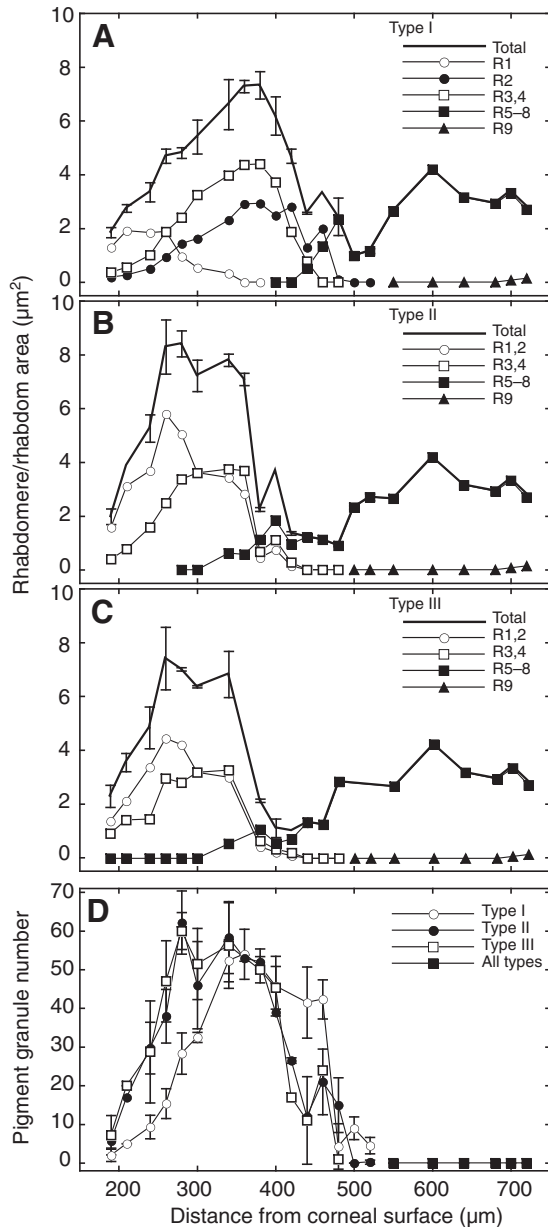 A
Type I
Total
R1
R2
R3,4
R5–8
R9
10
8
6
4
2
0
B
Type II
Total
R1,2
R3,4
R5–8
R9
10
8
6
4
2
0
Rhabdomere/rhabdom area (µm²)
C
Type III
Total
R1,2
R3,4
R5–8
R9
10
8
6
4
2
0
D
Type I
Type II
Type III
All types
70
60
50
40
30
20
10
0
Pigment granule number
200 300 400 500 600 700
Distance from corneal surface (µm)